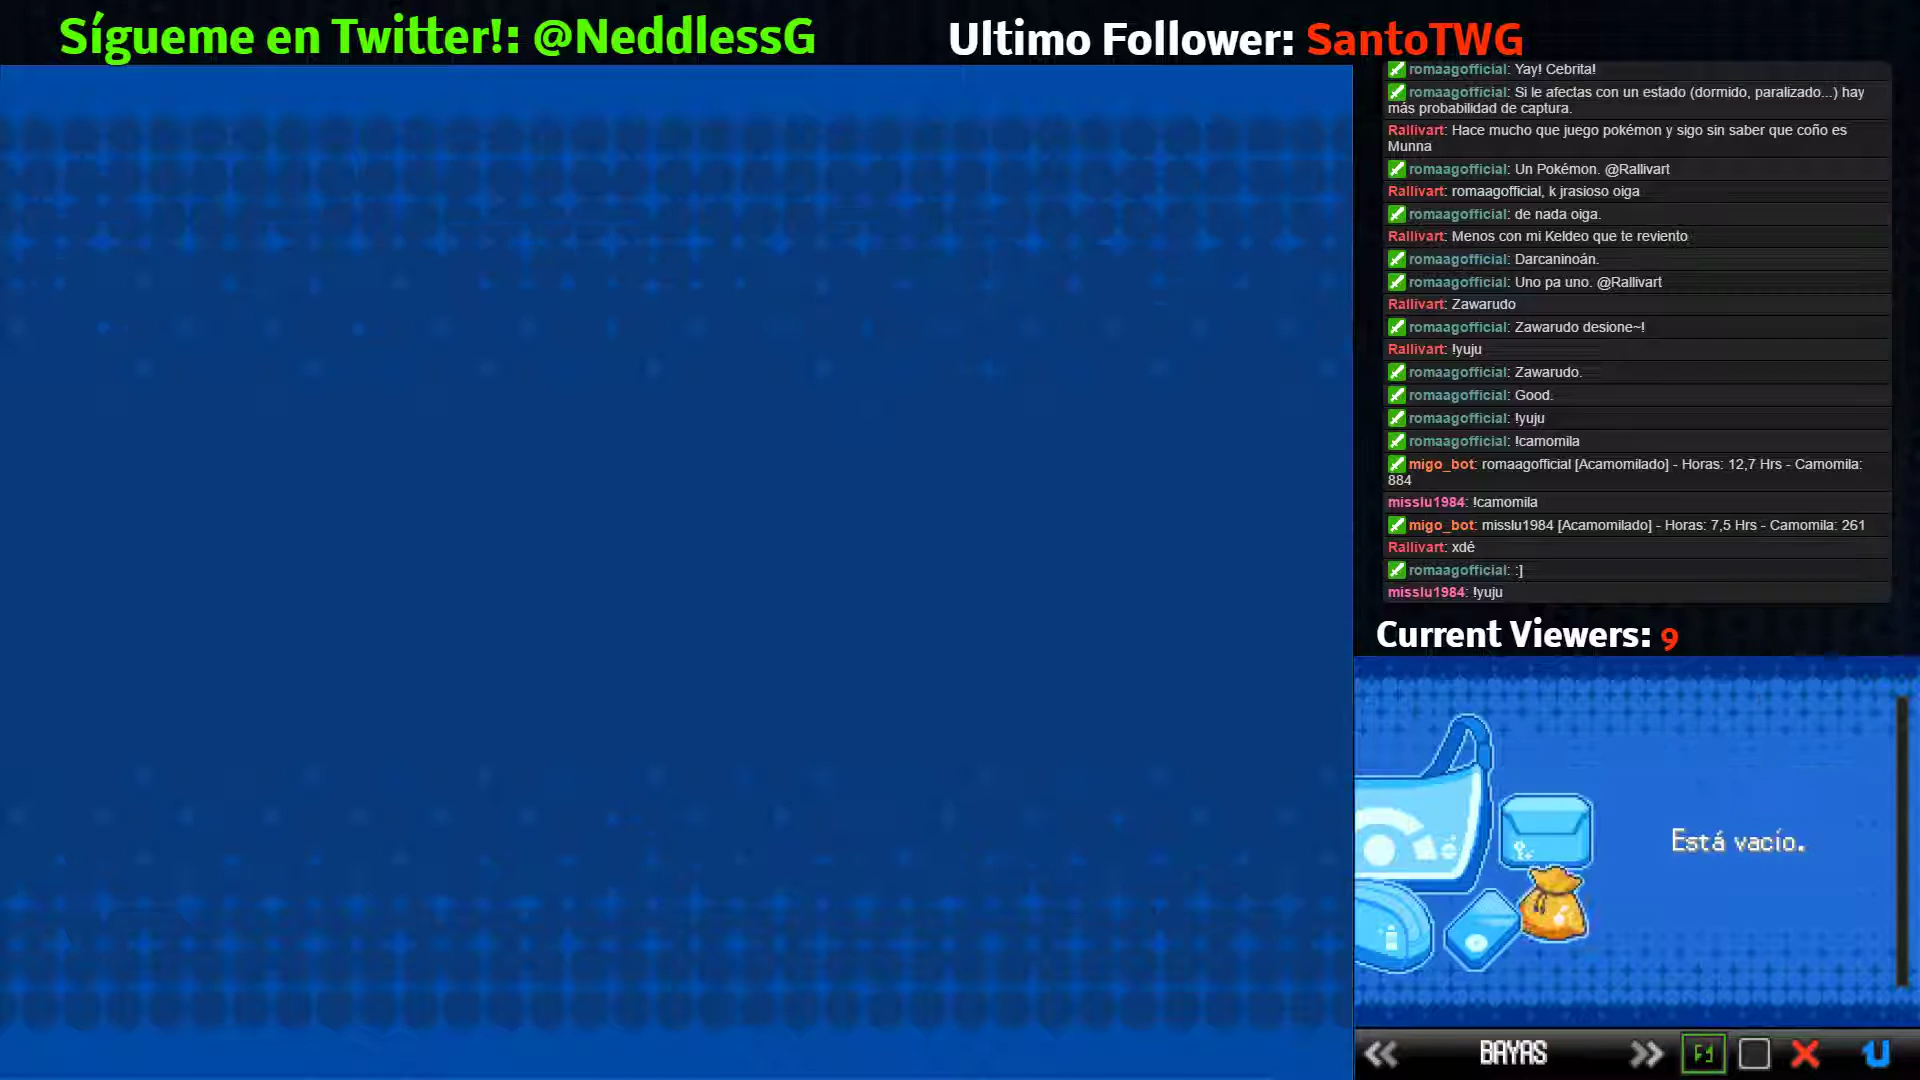 Sígueme en Twitter!: @NeddlessG
Ultimo Follower: SantoTWG
romaagofficial: Yay! Cebrita!
romaagofficial: Si le afectas con un estado (dormido, paralizado...) hay
más probabilidad de captura.
Rallivart: Hace mucho que juego pokémon y sigo sin saber que coño es
Munna
romaagofficial: Un Pokémon. @Rallivart
Rallivart: romaagofficial, k jrasioso oiga
romaagofficial: de nada oiga.
Rallivart: Menos con mi Keldeo que te reviento
romaagofficial: Darcaninoán.
romaagofficial: Uno pa uno. @Rallivart
Rallivart: Zawarudo
romaagofficial: Zawarudo desione~!
Rallivart: !yuju
romaagofficial: Zawarudo.
romaagofficial: Good.
romaagofficial: !yuju
romaagofficial: !camomila
migo_bot: romaagofficial [Acamomilado] - Horas: 12,7 Hrs - Camomila:
884
misslu1984: !camomila
migo_bot: misslu1984 [Acamomilado] - Horas: 7,5 Hrs - Camomila: 261
Rallivart: xdé
romaagofficial: :]
misslu1984: !yuju
Current Viewers: 9
Está vacío.
BAYAS